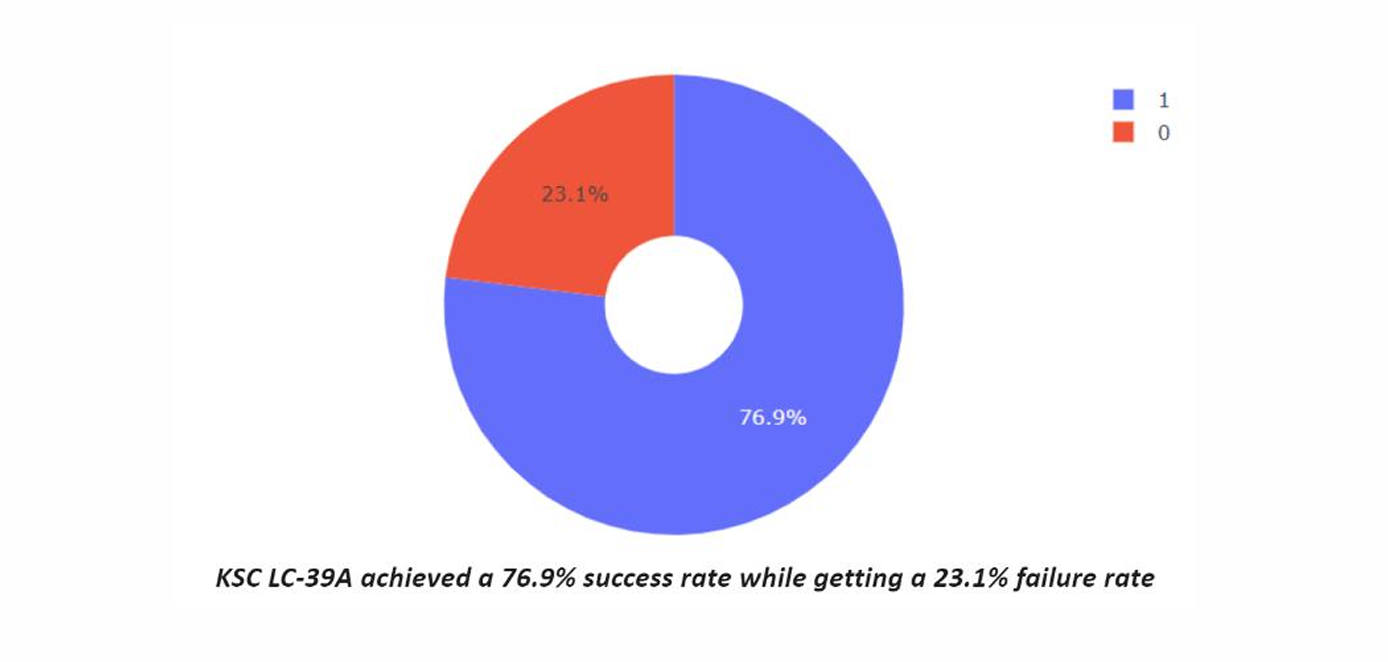 1
0
23.1%
76.9%
KSC LC-39A achieved a 76.9% success rate while getting a 23.1% failure rate